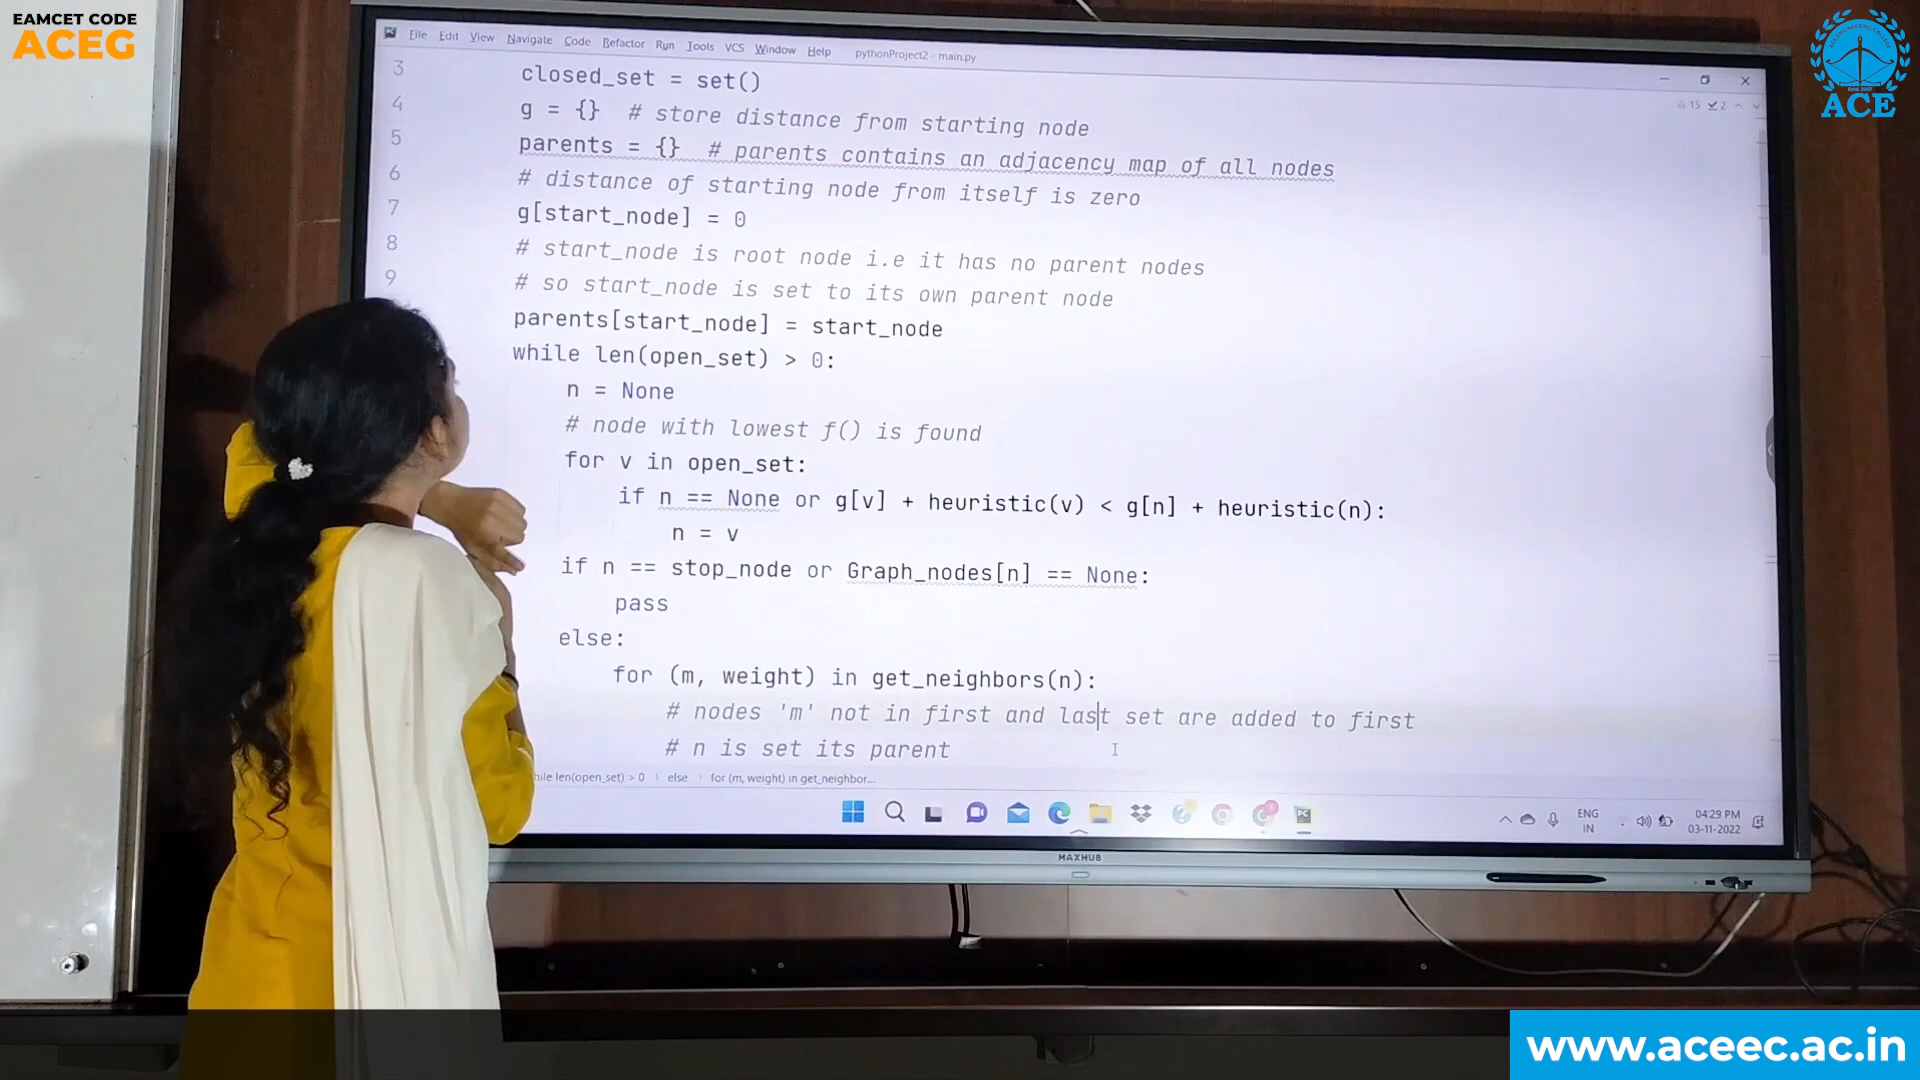 EAMCET CODE
ACEG
File Edit View Navigate Code Refactor Run Tools VCS Window Help pythonProject2 - main.py
15 2
3 closed_set = set()
4 g = {} # store distance from starting node
5 parents = {} # parents contains an adjacency map of all nodes
6 # distance of starting node from itself is zero
7 g[start_node] = 0
8 # start_node is root node i.e it has no parent nodes
9 # so start_node is set to its own parent node
parents[start_node] = start_node
while len(open_set) > 0:
n = None
# node with lowest f() is found
for v in open_set:
if n == None or g[v] + heuristic(v) < g[n] + heuristic(n):
n = v
if n == stop_node or Graph_nodes[n] == None:
pass
else:
for (m, weight) in get_neighbors(n):
# nodes 'm' not in first and last set are added to first
# n is set its parent
hile len(open_set) > 0 else for (m, weight) in get_neighbor...
ENG
IN
04:29 PM
03-11-2022
MAXHUB
ACE
www.aceec.ac.in